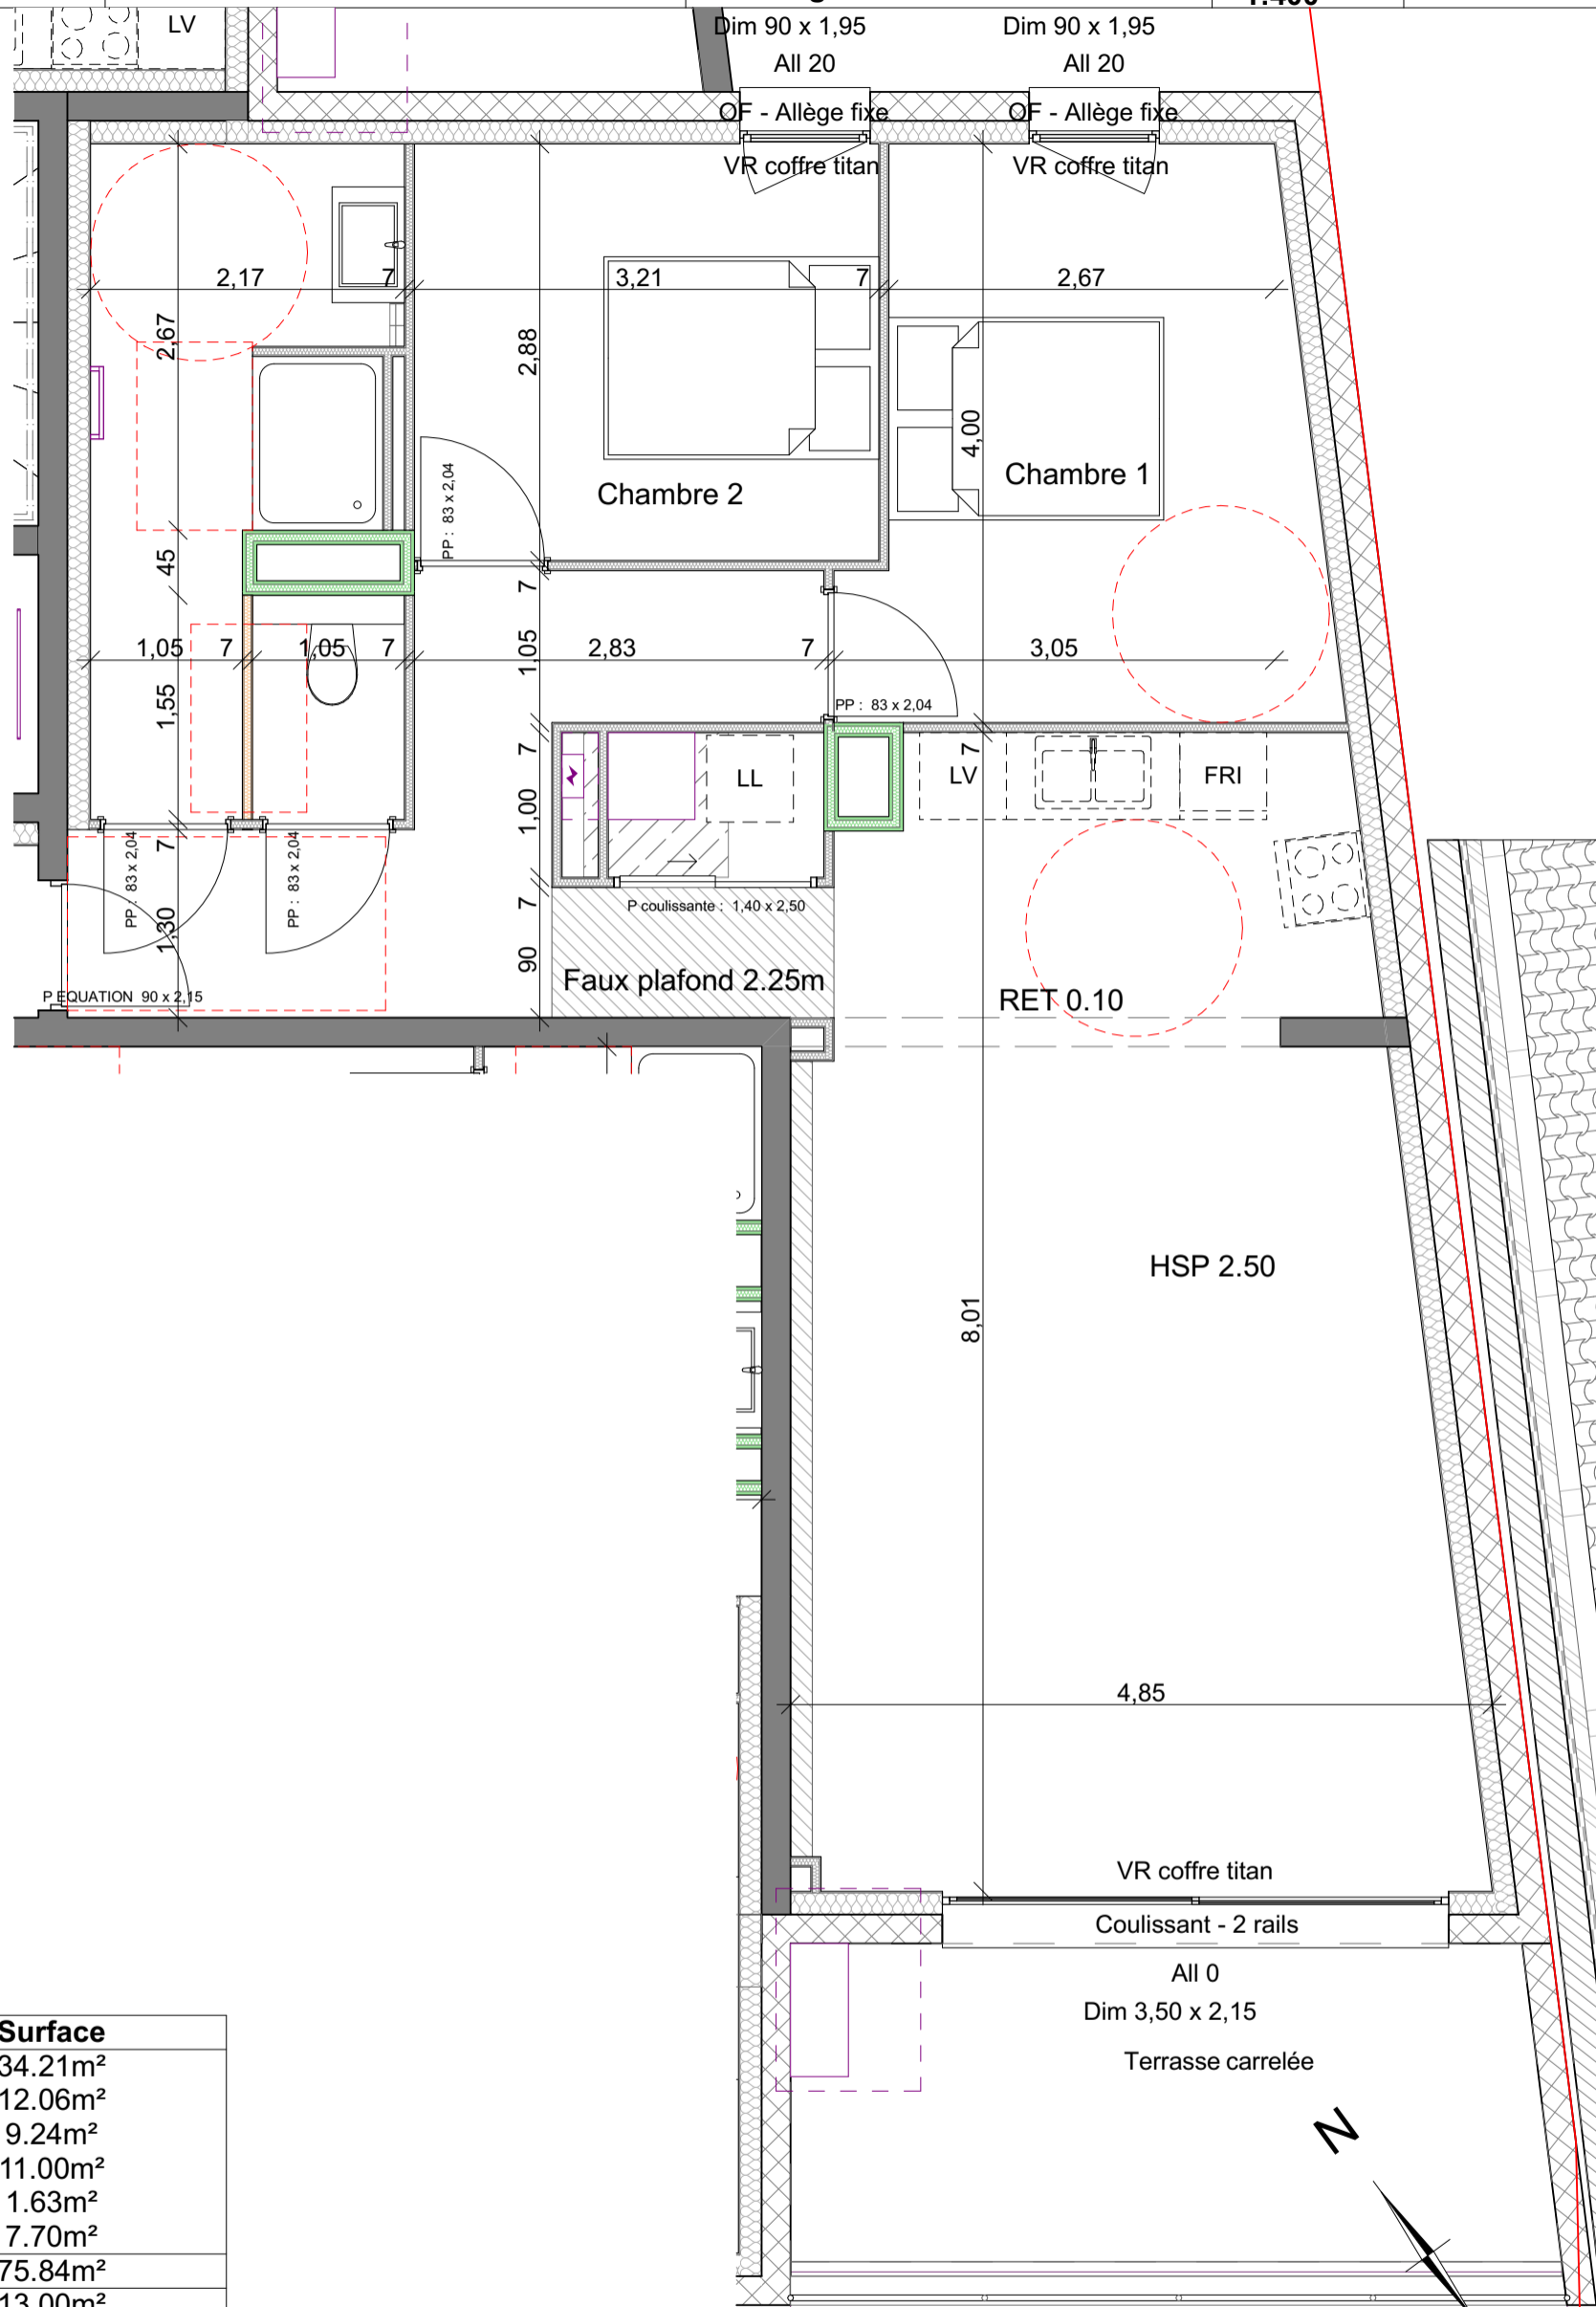 LV
Dim 90 x 1,95
Dim 90 x 1,95
All 20
All 20
OF - Allège fixe
OF - Allège fixe
VR coffre titan
VR coffre titan
2,17
7
3,21
7
2,67
2,67
2,88
4,00
Chambre 1
Chambre 2
PP : 83 x 2,04
45
7
1,05
7
1,05
7
2,83
7
3,05
1,05
1,55
PP : 83 x 2,04
7
7
LL
LV
FRI
1,00
7
PP : 83 x 2,04
PP : 83 x 2,04
7
P coulissante : 1,40 x 2,50
1,30
90
Faux plafond 2.25m
P EQUATION 90 x 2,15
RET 0.10
HSP 2.50
8,01
4,85
VR coffre titan
Coulissant - 2 rails
All 0
Dim 3,50 x 2,15
Terrasse carrelée
N
Surface
34.21m²
12.06m²
9.24m²
11.00m²
1.63m²
7.70m²
75.84m²
13.00m²